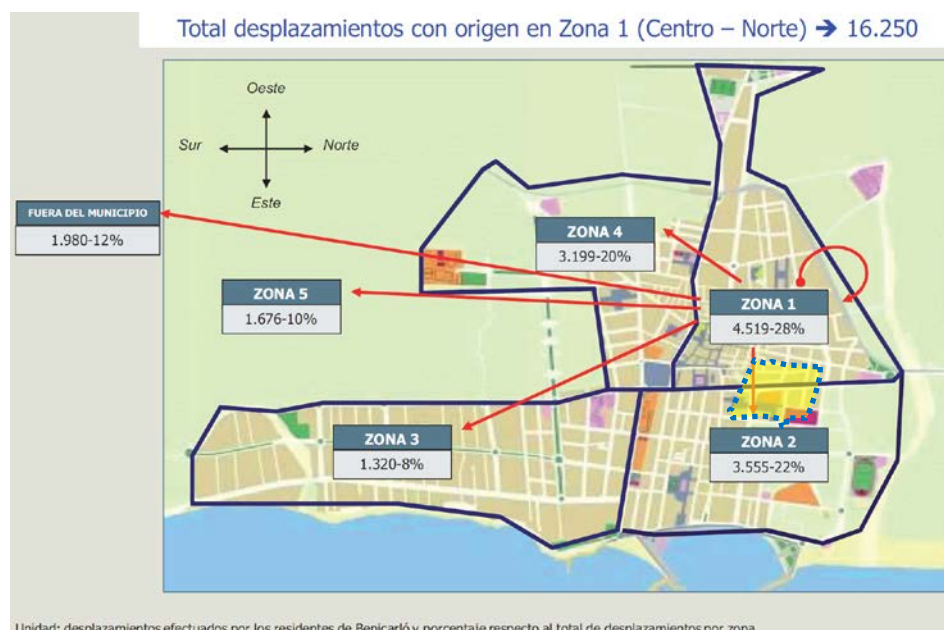 Total desplazamientos con origen en Zona 1 (Centro – Norte) ➔ 16.250
Oeste
Sur
Norte
Este
FUERA DEL MUNICIPIO
1.980-12%
ZONA 4
3.199-20%
ZONA 5
1.676-10%
ZONA 1
4.519-28%
ZONA 3
1.320-8%
ZONA 2
3.555-22%
Unidad: desplazamientos efectuados por los residentes de Benicarló y porcentaje respecto al total de desplazamientos por zona